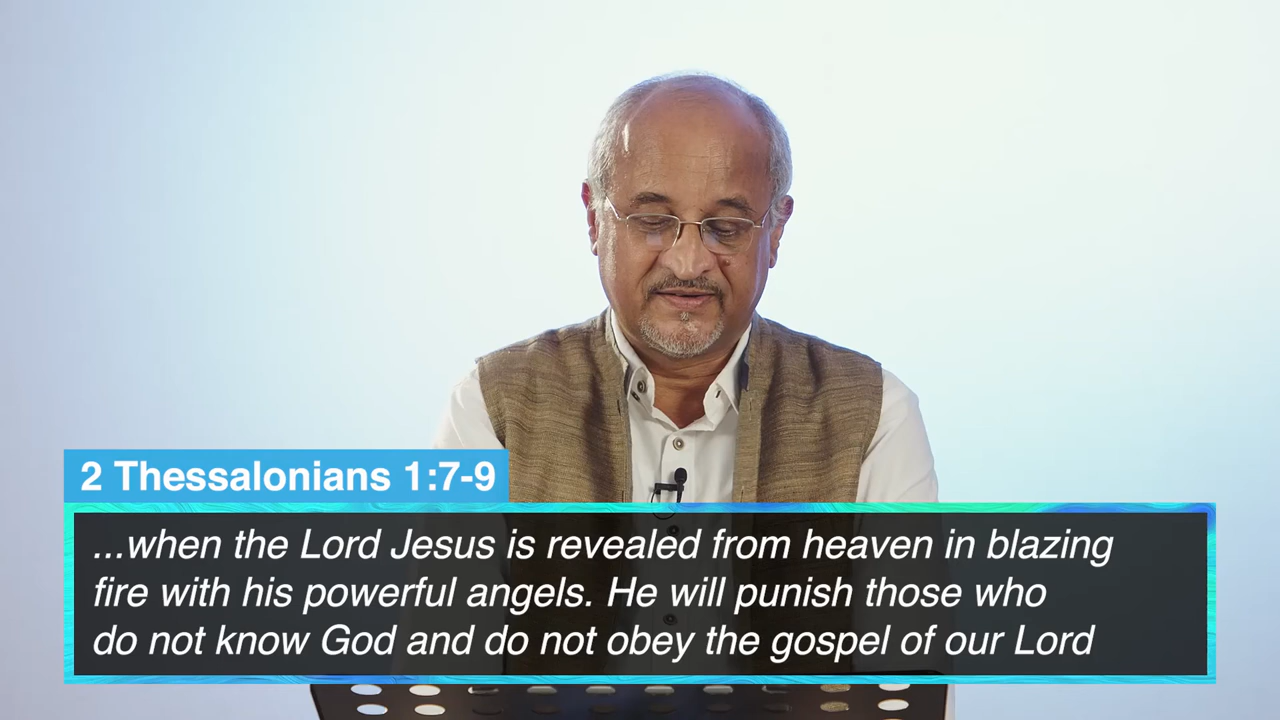 2 Thessalonians 1:7-9
...when the Lord Jesus is revealed from heaven in blazing
fire with his powerful angels. He will punish those who
do not know God and do not obey the gospel of our Lord